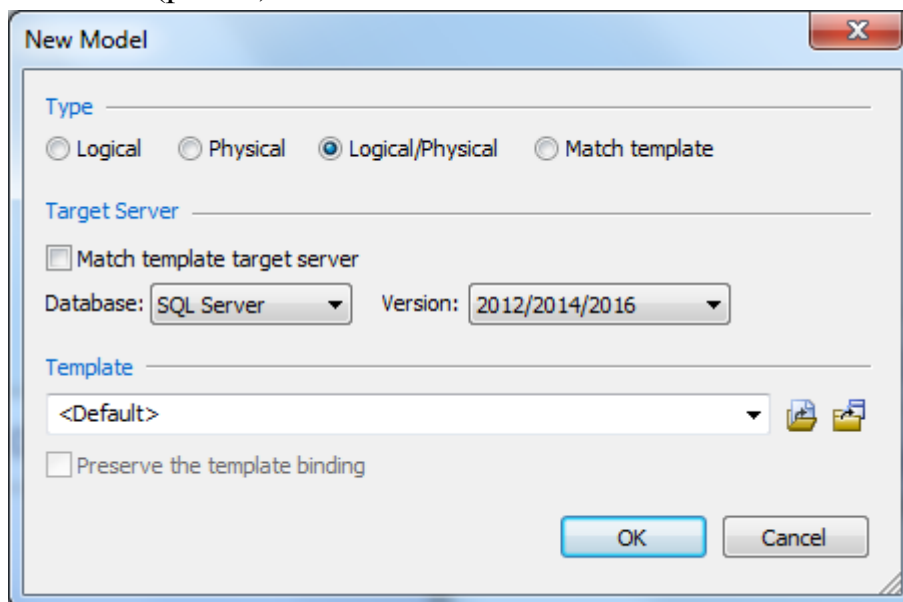 New Model
Type
Logical Physical Logical/Physical Match template
Target Server
Match template target server
Database: SQL Server Version: 2012/2014/2016
Template
<Default>
Preserve the template binding
OK Cancel